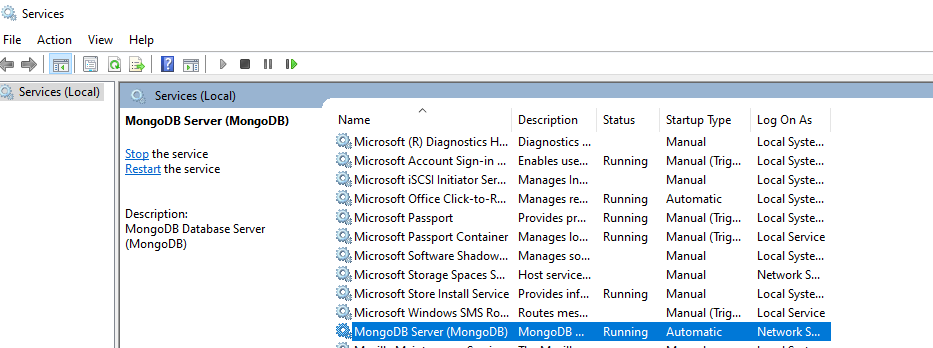 Services
File Action View Help
Services (Local)
Services (Local)
MongoDB Server (MongoDB)
Stop the service
Restart the service
Description:
MongoDB Database Server
(MongoDB)
Name Description Status Startup Type Log On As
Microsoft (R) Diagnostics H... Diagnostics ... Manual Local Syste...
Microsoft Account Sign-in ... Enables use... Running Manual (Trig... Local Syste...
Microsoft iSCSI Initiator Ser... Manages In... Manual Local Syste...
Microsoft Office Click-to-R... Manages re... Running Automatic Local Syste...
Microsoft Passport Provides pr... Running Manual (Trig... Local Syste...
Microsoft Passport Container Manages lo... Running Manual (Trig... Local Service
Microsoft Software Shadow... Manages so... Manual Local Syste...
Microsoft Storage Spaces S... Host service... Manual Network S...
Microsoft Store Install Service Provides inf... Running Manual Local Syste...
Microsoft Windows SMS Ro... Routes mes... Manual (Trig... Local Service
MongoDB Server (MongoDB) MongoDB ... Running Automatic Network S...